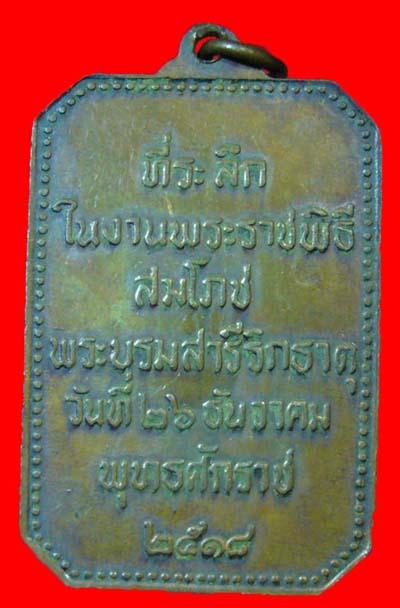 ที่ระลึก
ในงานพระราชพิธี
สมโภช
พระบรมสารีริกธาตุ
วันที่ ๒๖ ธันวาคม
พุทธศักราช
๒๕๑๘